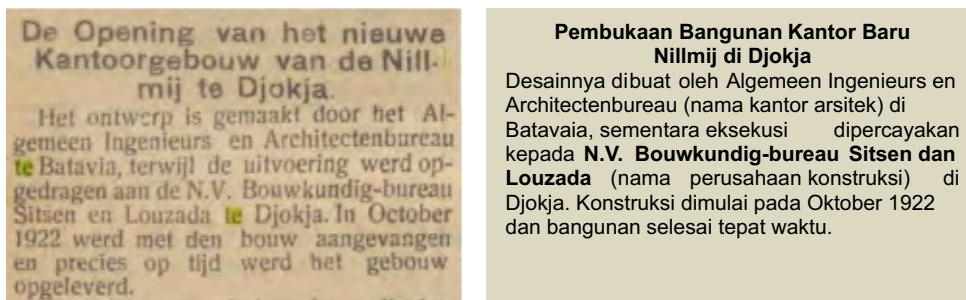 De Opening van het nieuwe
Kantoorgebouw van de Nill-
mij te Djokja.
Het ontwerp is gemaakt door het Al-
gemeen Ingenieurs en Architectenbureau
te Batavia, terwijl de uitvoering werd op-
gedragen aan de N.V. Bouwkundig-bureau
Sitsen en Louzada te Djokja. In October
1922 werd met den bouw aangevangen
en precies op tijd werd het gebouw
opgeleverd.
Pembukaan Bangunan Kantor Baru
Nillmij di Djokja
Desainnya dibuat oleh Algemeen Ingenieurs en
Architectenbureau (nama kantor arsitek) di
Batavaia, sementara eksekusi dipercayakan
kepada N.V. Bouwkundig-bureau Sitsen dan
Louzada (nama perusahaan konstruksi) di
Djokja. Konstruksi dimulai pada Oktober 1922
dan bangunan selesai tepat waktu.